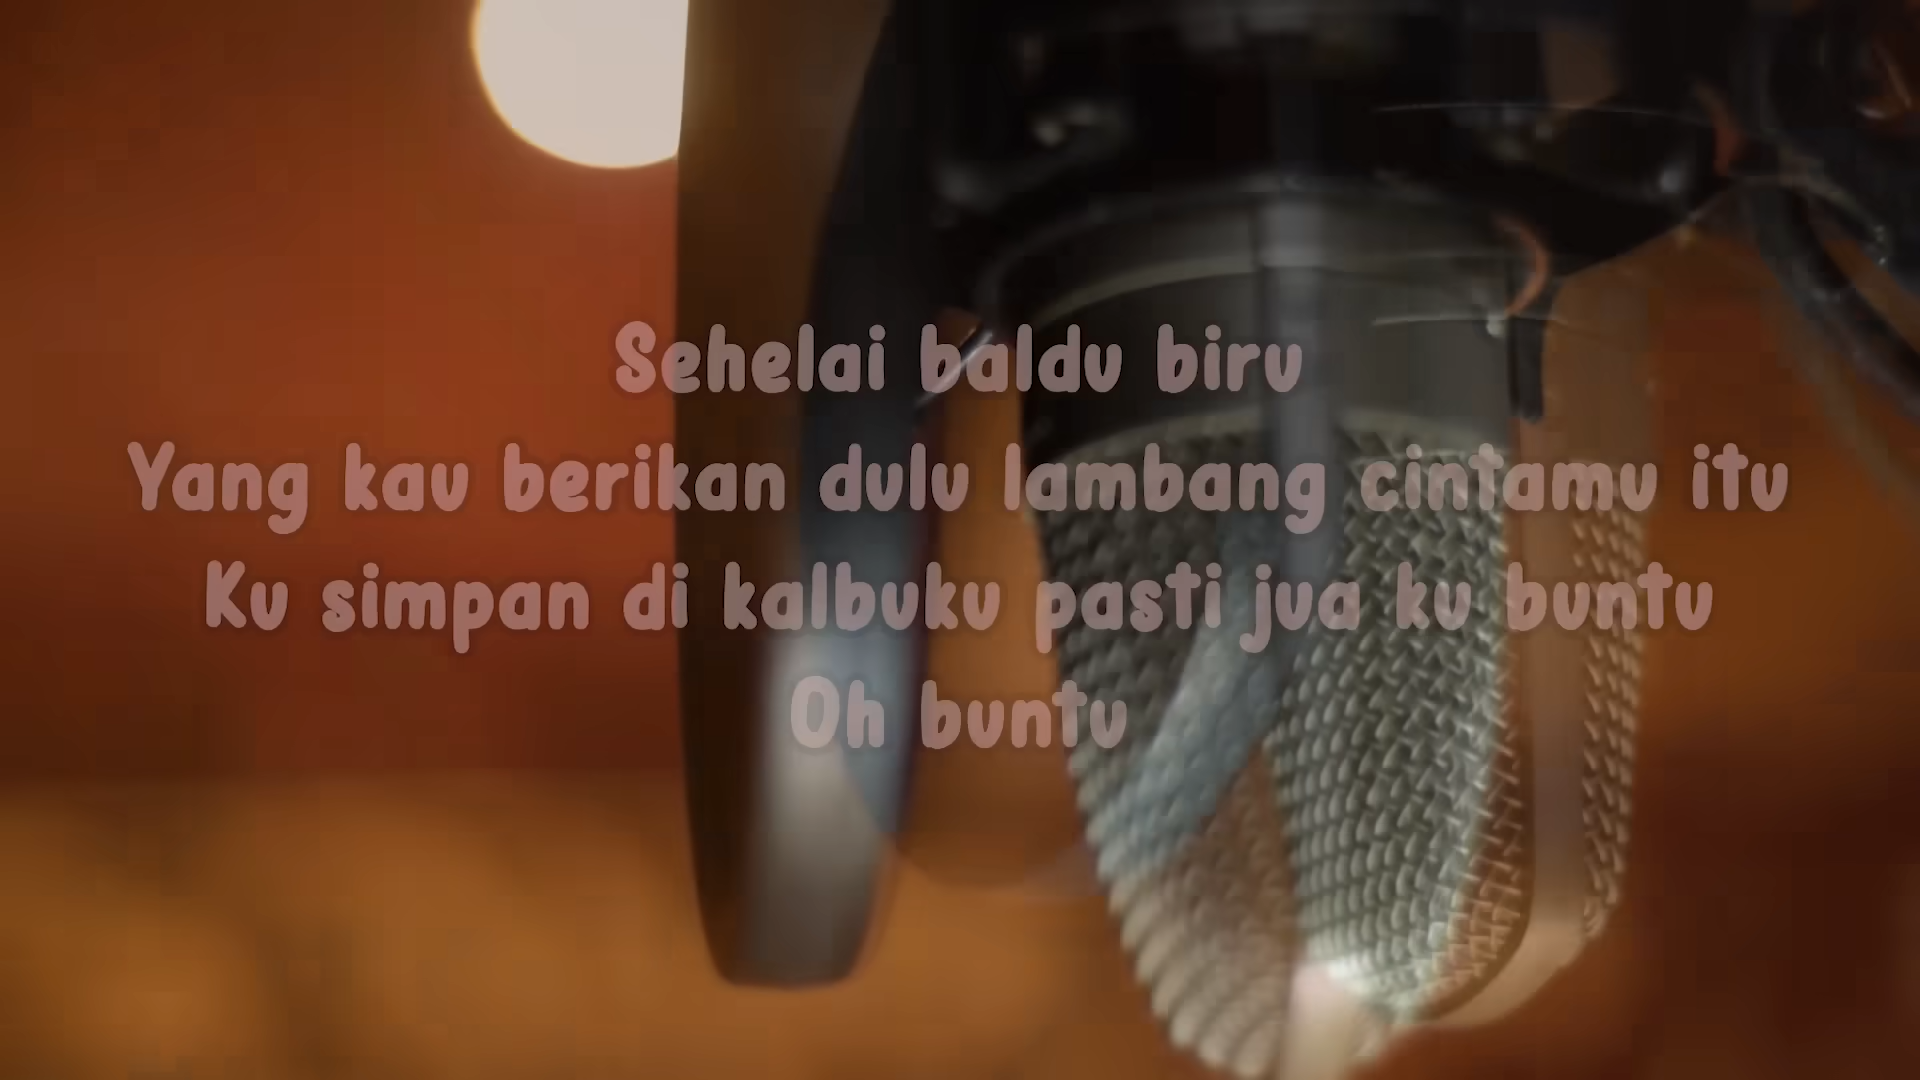 Sehelai baldu biru
Yang kau berikan dulu lambang cintamu itu
Ku simpan di kalbuku pasti jua ku buntu
Oh buntu